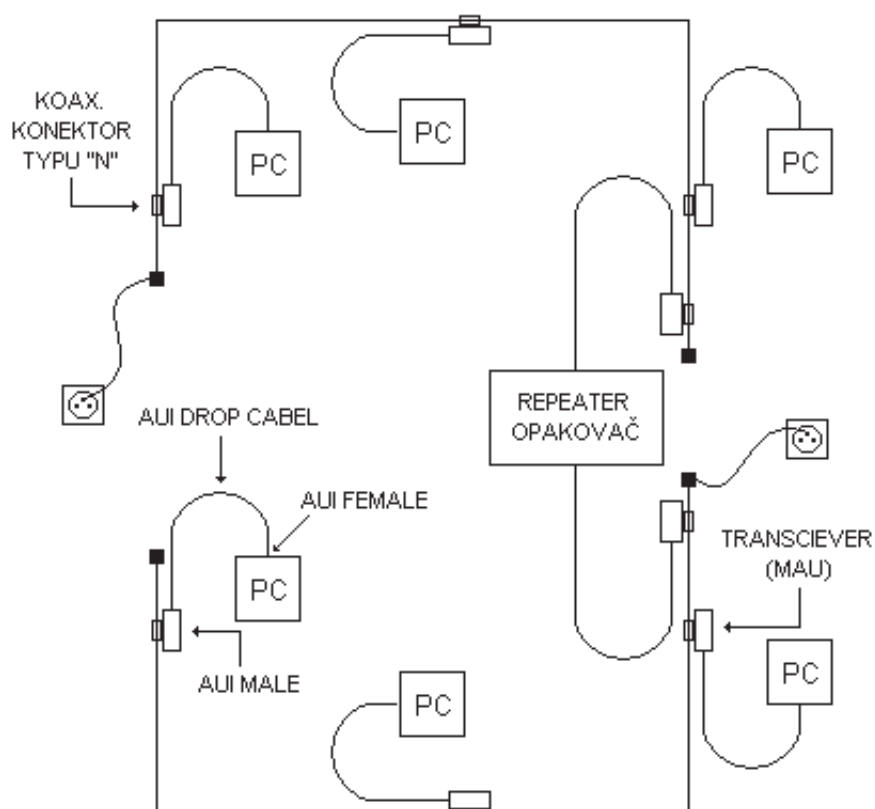 KOAX.
KONEKTOR
TYPU "N"
PC
PC
PC
REPEATER
OPAKOVAČ
AUI DROP CABEL
AUI FEMALE
PC
AUI MALE
TRANSCIEVER
(MAU)
PC
PC